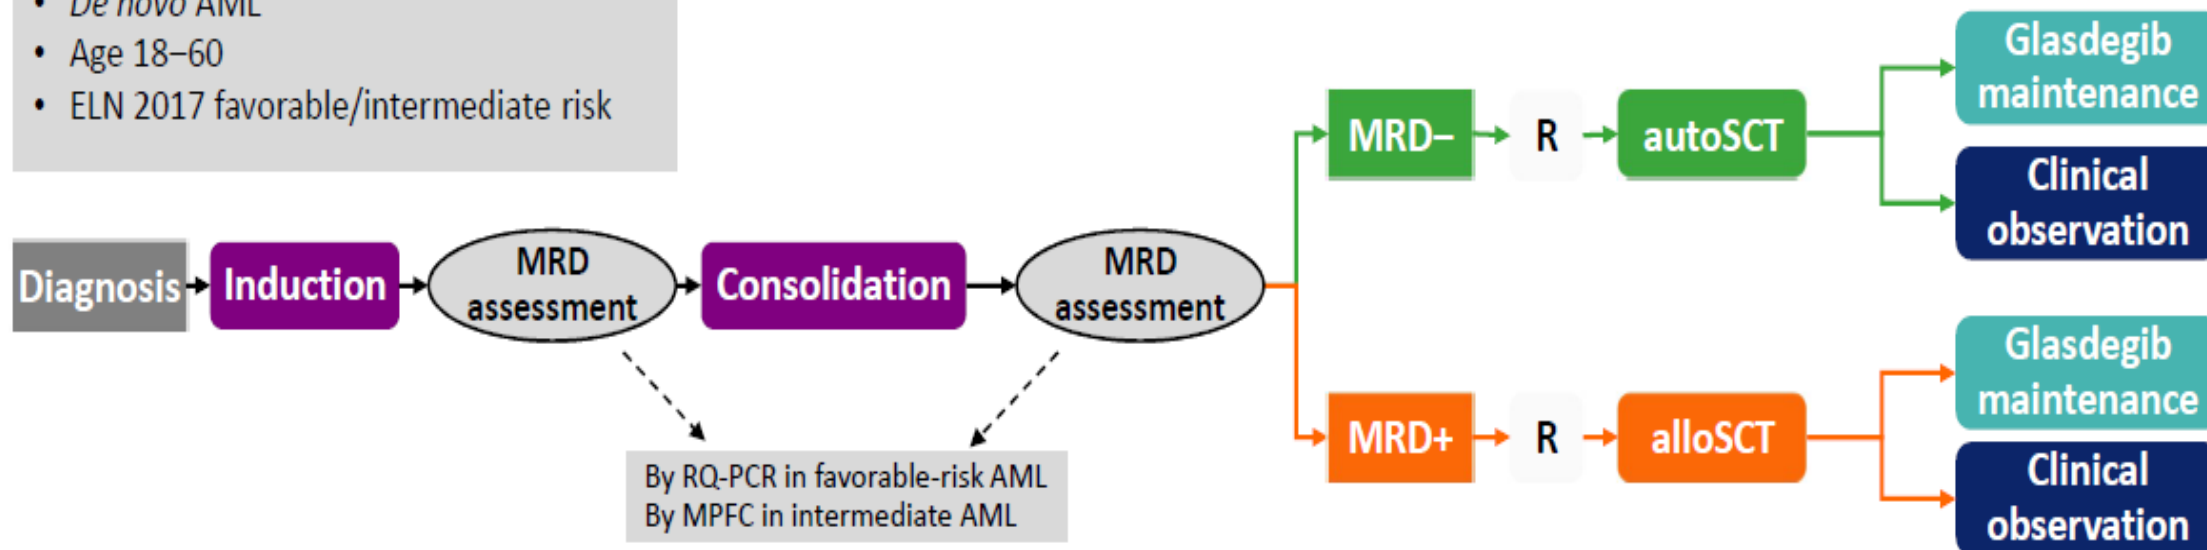 • De novo AML
• Age 18–60
• ELN 2017 favorable/intermediate risk
Diagnosis
Induction
MRD
assessment
Consolidation
MRD
assessment
By RQ-PCR in favorable-risk AML
By MPFC in intermediate AML
MRD–
R
autoSCT
Glasdegib
maintenance
Clinical
observation
MRD+
R
alloSCT
Glasdegib
maintenance
Clinical
observation